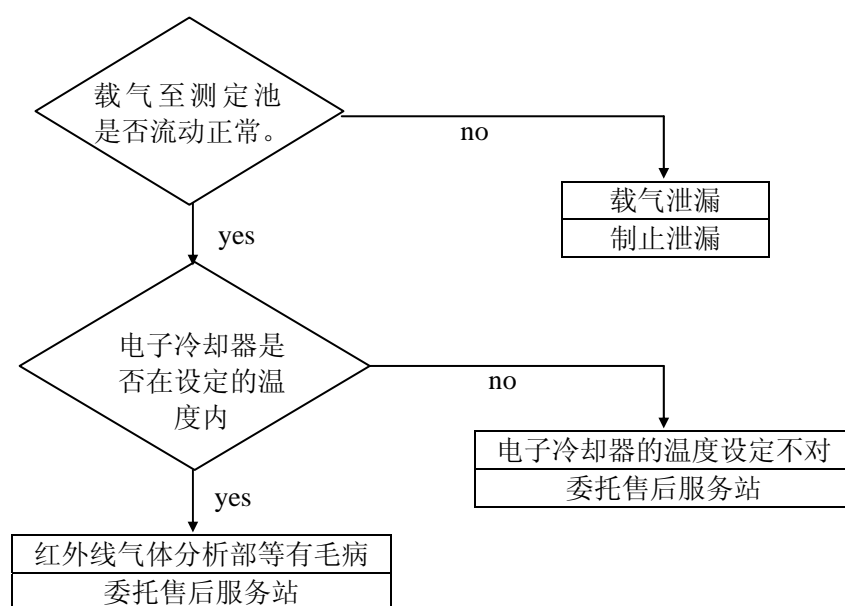 载气至测定池
是否流动正常。
no
载气泄漏
制止泄漏
yes
电子冷却器是
否在设定的温
度内
no
电子冷却器的温度设定不对
委托售后服务站
yes
红外线气体分析部等有毛病
委托售后服务站